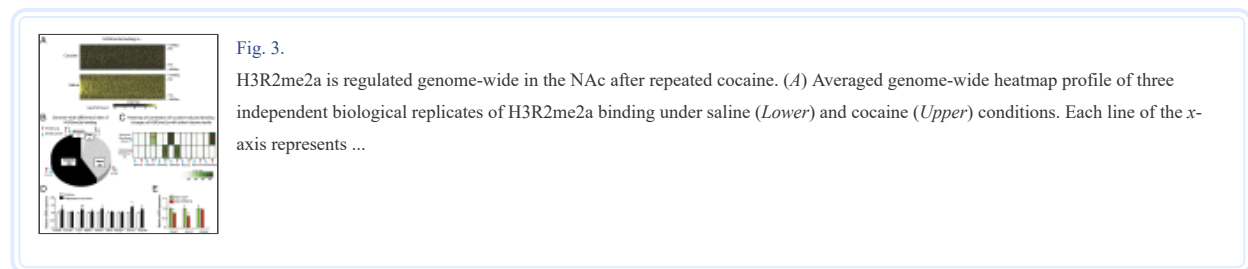 Fig. 3.
H3R2me2a is regulated genome-wide in the NAc after repeated cocaine. (A) Averaged genome-wide heatmap profile of three
independent biological replicates of H3R2me2a binding under saline (Lower) and cocaine (Upper) conditions. Each line of the x-
axis represents ...
A
B
C
D
E